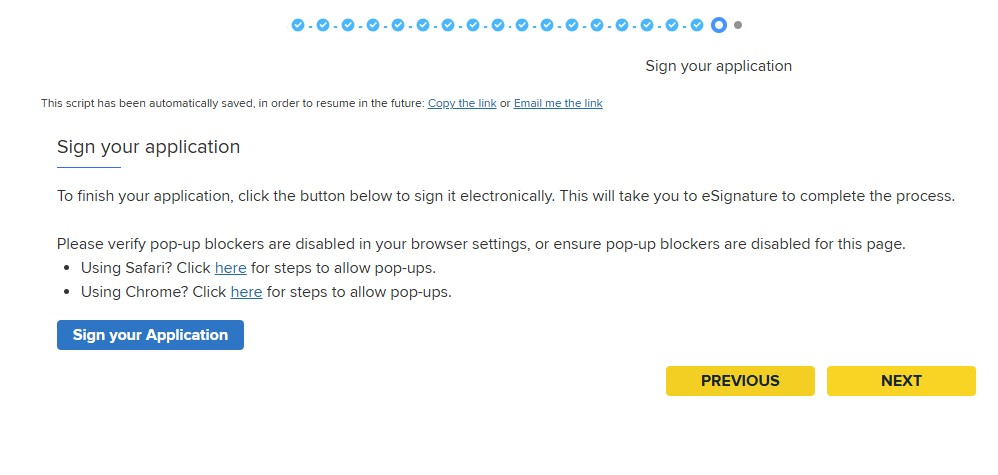 Sign your application
This script has been automatically saved, in order to resume in the future: Copy the link or Email me the link
Sign your application
To finish your application, click the button below to sign it electronically. This will take you to eSignature to complete the process.
Please verify pop-up blockers are disabled in your browser settings, or ensure pop-up blockers are disabled for this page.
Using Safari? Click here for steps to allow pop-ups.
Using Chrome? Click here for steps to allow pop-ups.
Sign your Application
PREVIOUS
NEXT